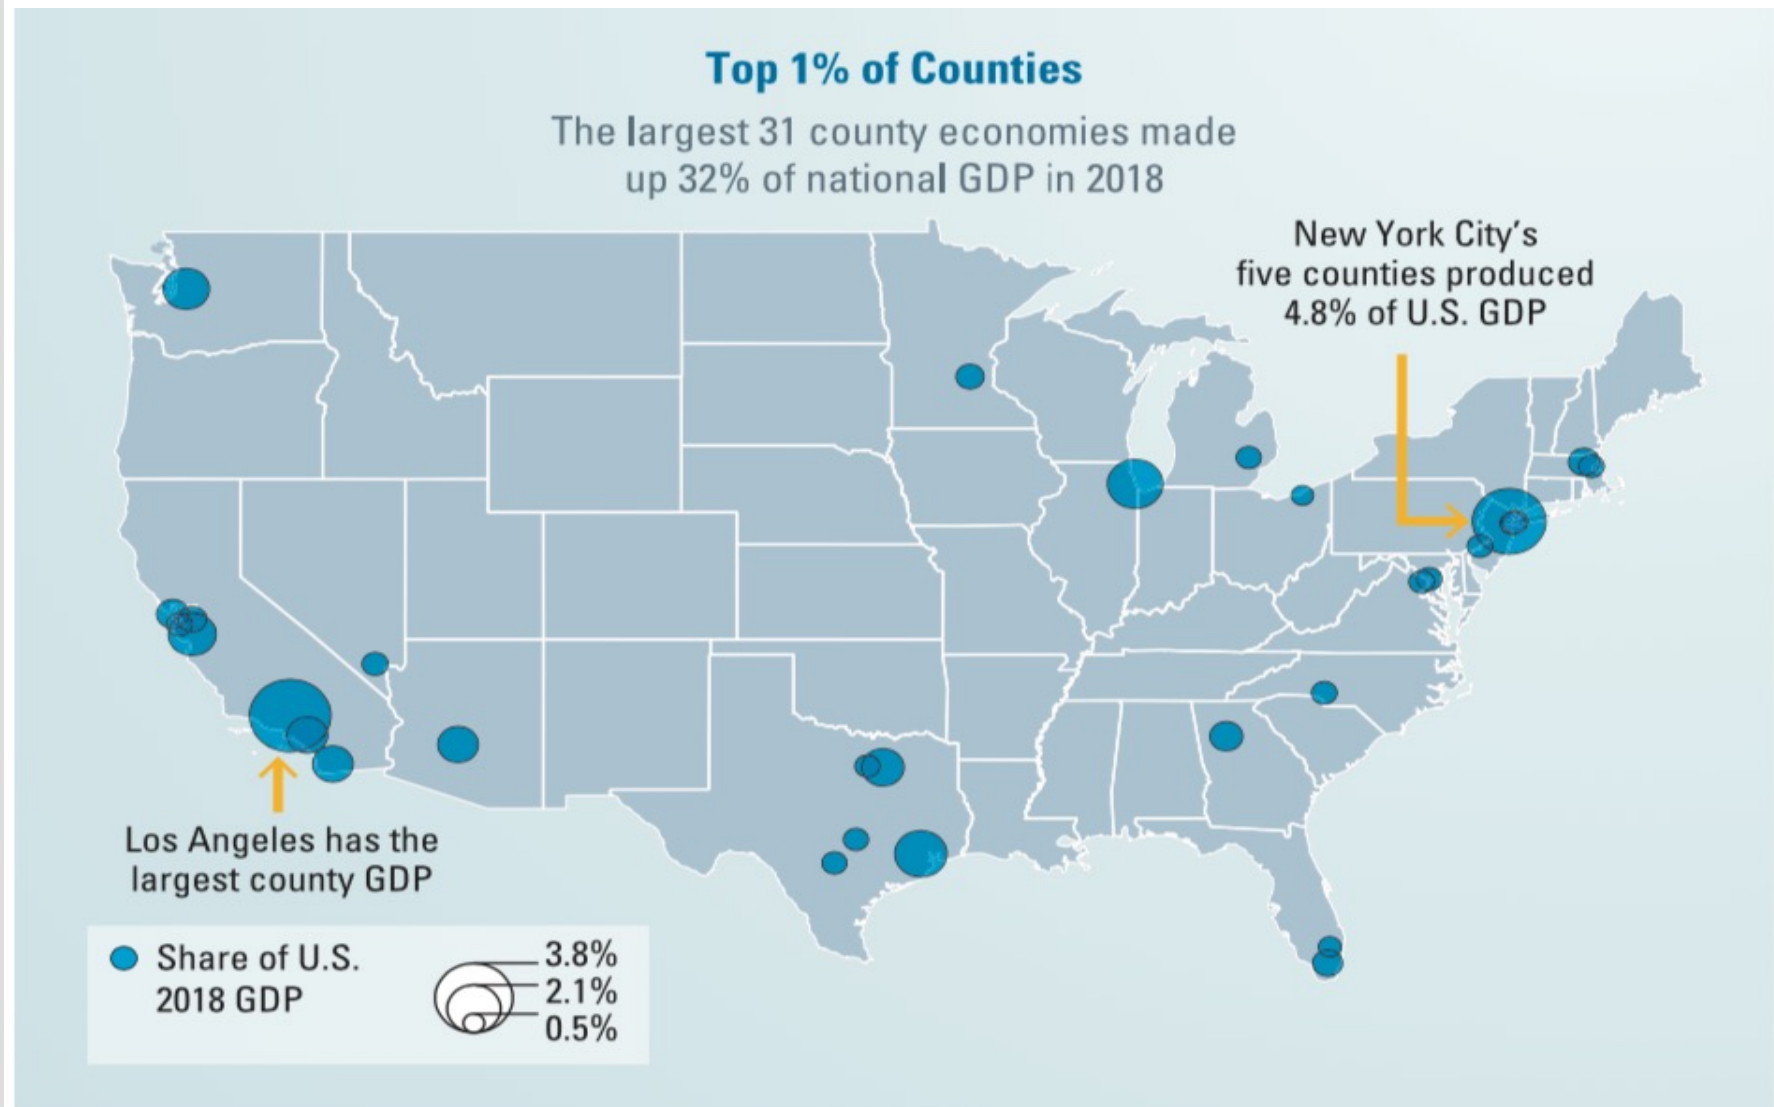 Top 1% of Counties
The largest 31 county economies made
up 32% of national GDP in 2018
New York City's
five counties produced
4.8% of U.S. GDP
Los Angeles has the
largest county GDP
Share of U.S.
2018 GDP
3.8%
2.1%
0.5%